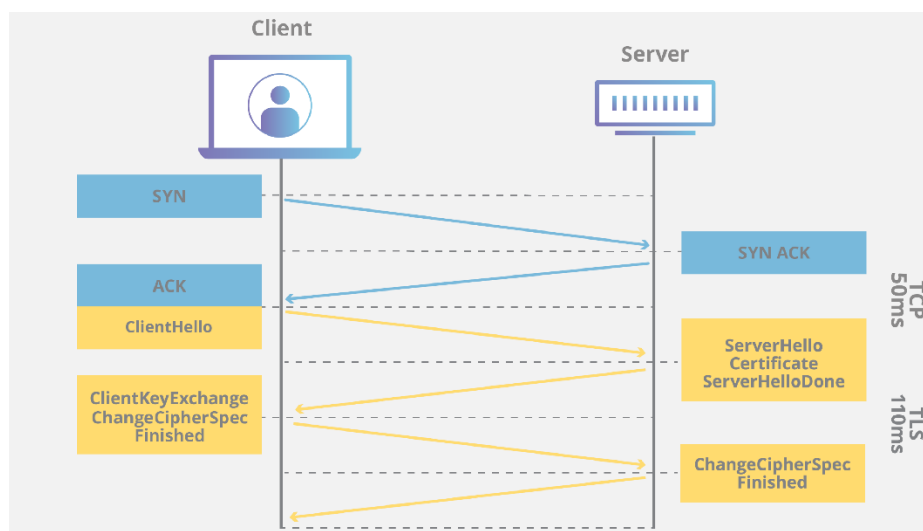 Client
Server
SYN
SYN ACK
ACK
ClientHello
TCP
50ms
ServerHello
Certificate
ServerHelloDone
ClientKeyExchange
ChangeCipherSpec
Finished
TLS
110ms
ChangeCipherSpec
Finished